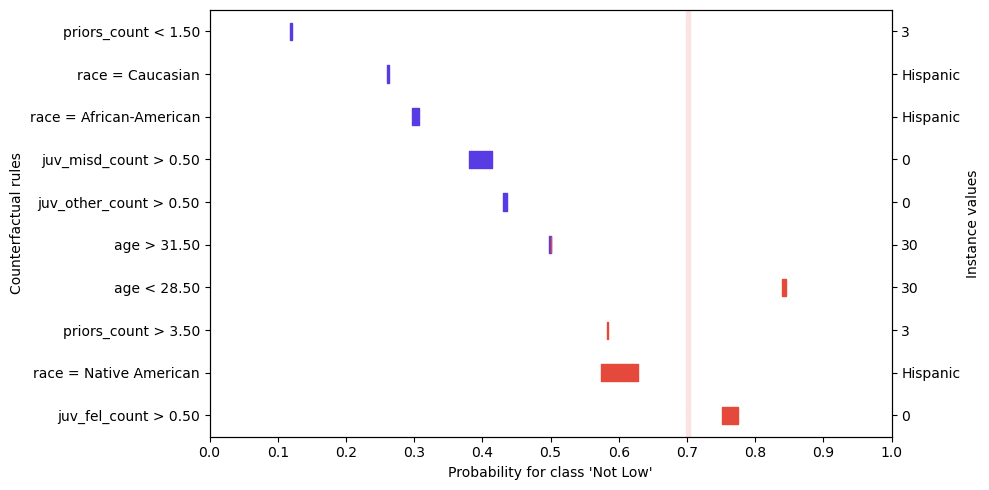 priors_count < 1.50 3
race = Caucasian Hispanic
race = African-American Hispanic
juv_misd_count > 0.50 0
juv_other_count > 0.50 0
age > 31.50 30
age < 28.50 30
priors_count > 3.50 3
race = Native American Hispanic
juv_fel_count > 0.50 0
Counterfactual rules
Instance values
0.0 0.1 0.2 0.3 0.4 0.5 0.6 0.7 0.8 0.9 1.0
Probability for class 'Not Low'